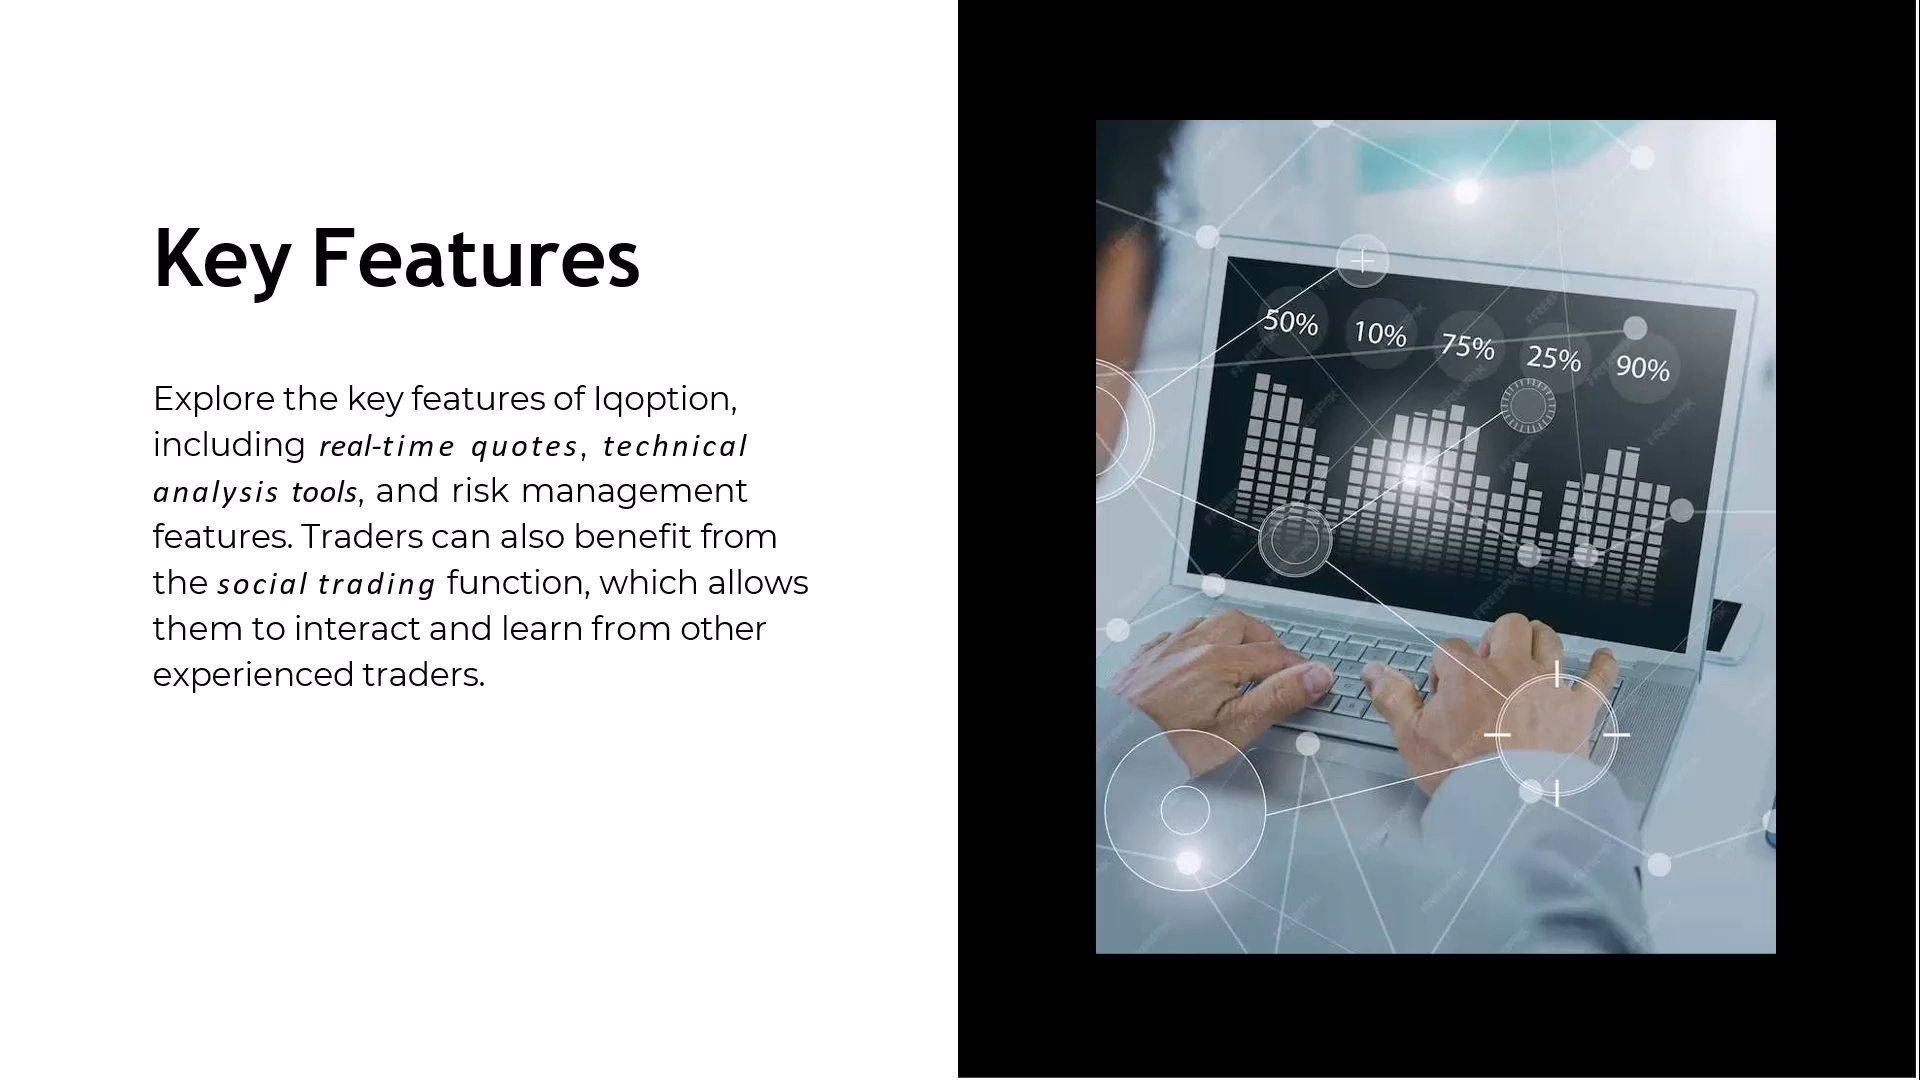 Key Features
Explore the key features of Iqoption,
including real-time quotes, technical
analysis tools, and risk management
features. Traders can also benefit from
the social trading function, which allows
them to interact and learn from other
experienced traders.
50% 10% 75% 25% 90%